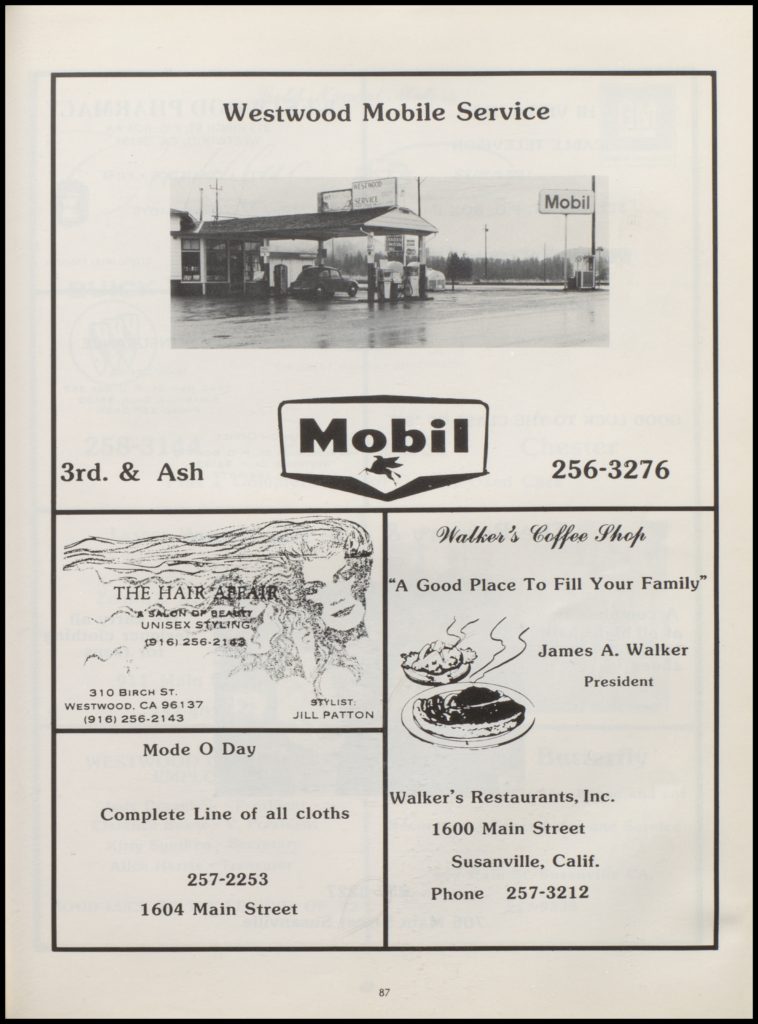 Westwood Mobile Service
WESTWOOD
SERVICE
Mobil
Mobil
3rd. & Ash
256-3276
THE HAIR AFFAIR
A SALON OF BEAUTY
UNISEX STYLING
(916) 256-2143
310 BIRCH ST.
WESTWOOD, CA 96137
(916) 256-2143
STYLIST:
JILL PATTON
Walker's Coffee Shop
"A Good Place To Fill Your Family"
James A. Walker
President
Walker's Restaurants, Inc.
1600 Main Street
Susanville, Calif.
Phone 257-3212
Mode O Day
Complete Line of all cloths
257-2253
1604 Main Street
87